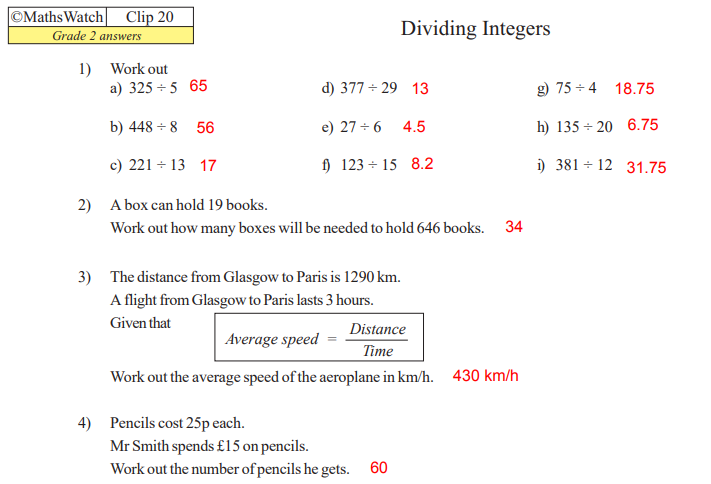 ©MathsWatch Clip 20
Grade 2 answers
Dividing Integers
1) Work out
a) 325 ÷ 5 65 d) 377 ÷ 29 13 g) 75 ÷ 4 18.75
b) 448 ÷ 8 56 e) 27 ÷ 6 4.5 h) 135 ÷ 20 6.75
c) 221 ÷ 13 17 f) 123 ÷ 15 8.2 i) 381 ÷ 12 31.75
2) A box can hold 19 books.
Work out how many boxes will be needed to hold 646 books. 34
3) The distance from Glasgow to Paris is 1290 km.
A flight from Glasgow to Paris lasts 3 hours.
Given that
Average speed = Distance
Time
Work out the average speed of the aeroplane in km/h. 430 km/h
4) Pencils cost 25p each.
Mr Smith spends £15 on pencils.
Work out the number of pencils he gets. 60